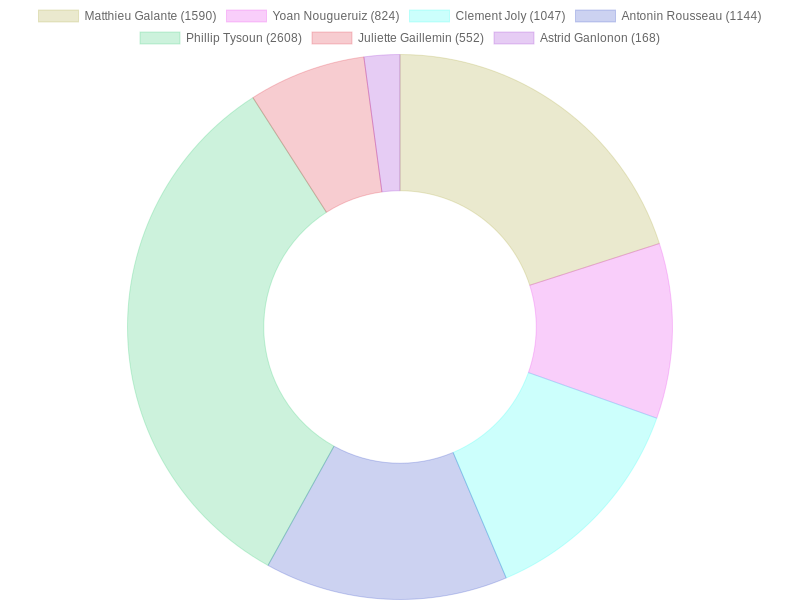 Matthieu Galante (1590) Yoan Nougueruiz (824) Clement Joly (1047) Antonin Rousseau (1144)
Phillip Tysoun (2608) Juliette Gaillemin (552) Astrid Ganlonon (168)